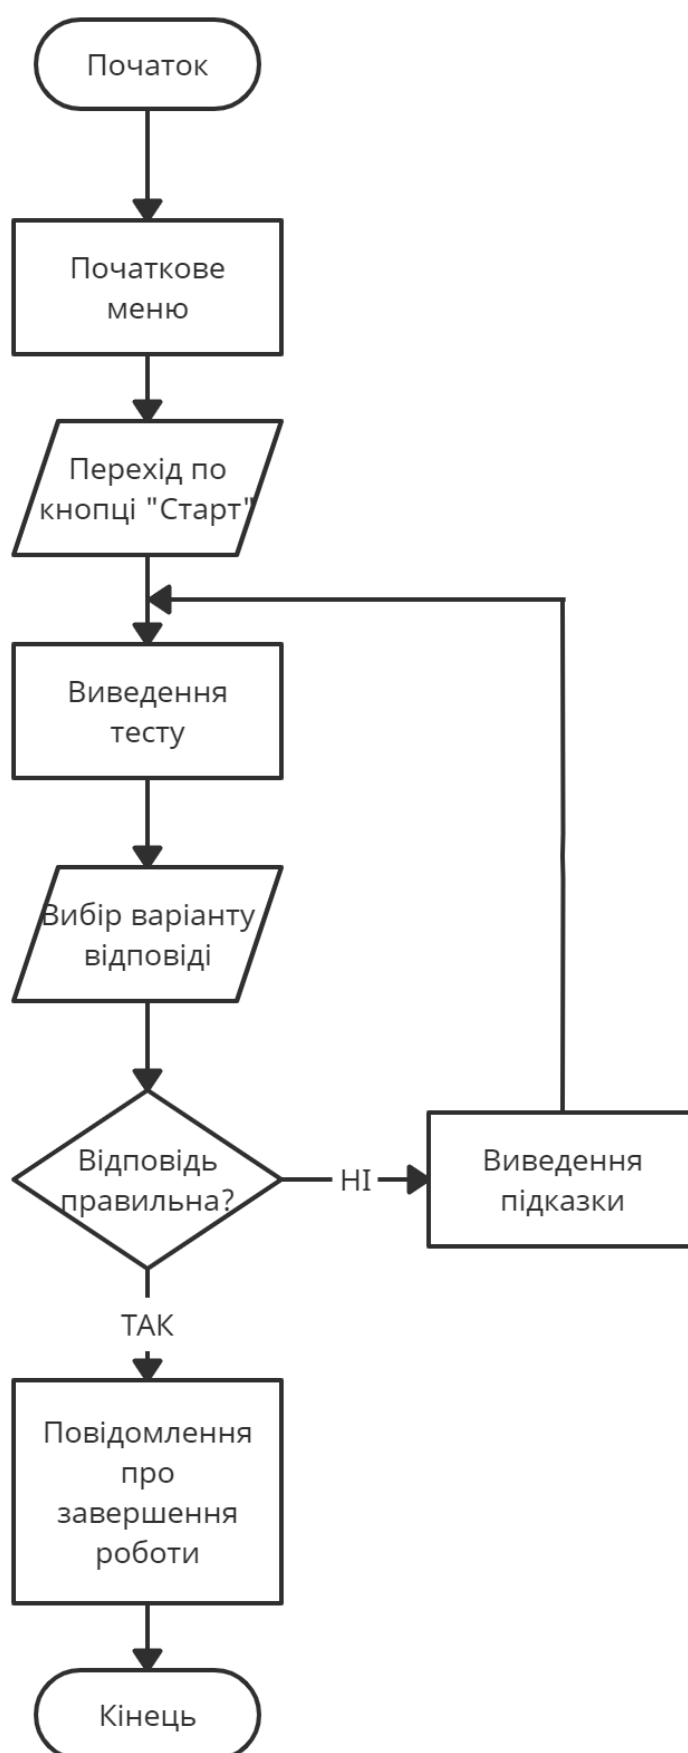 Початок
Початкове
меню
Перехід по
кнопці "Старт"
Виведення
тесту
Вибір варіанту
відповіді
Відповідь
правильна?
НІ
Виведення
підказки
ТАК
Повідомлення
про
завершення
роботи
Кінець